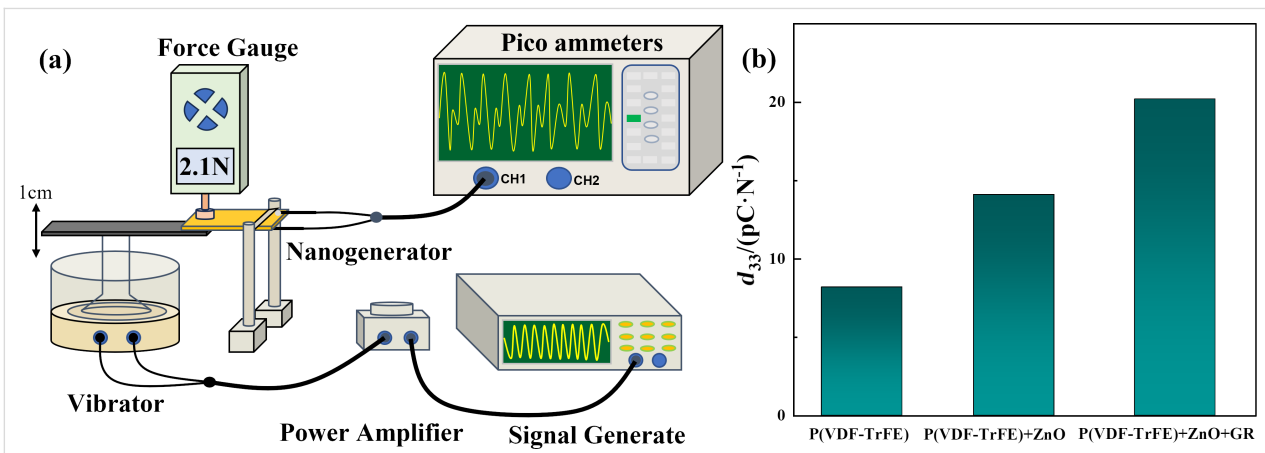 (a)
Force Gauge
2.1N
Pico ammeters
CH1
CH2
1cm
Nanogenerator
Vibrator
Power Amplifier
Signal Generate
(b)
d33/(pC·N⁻¹)
20
10
0
P(VDF-TrFE)
P(VDF-TrFE)+ZnO
P(VDF-TrFE)+ZnO+GR